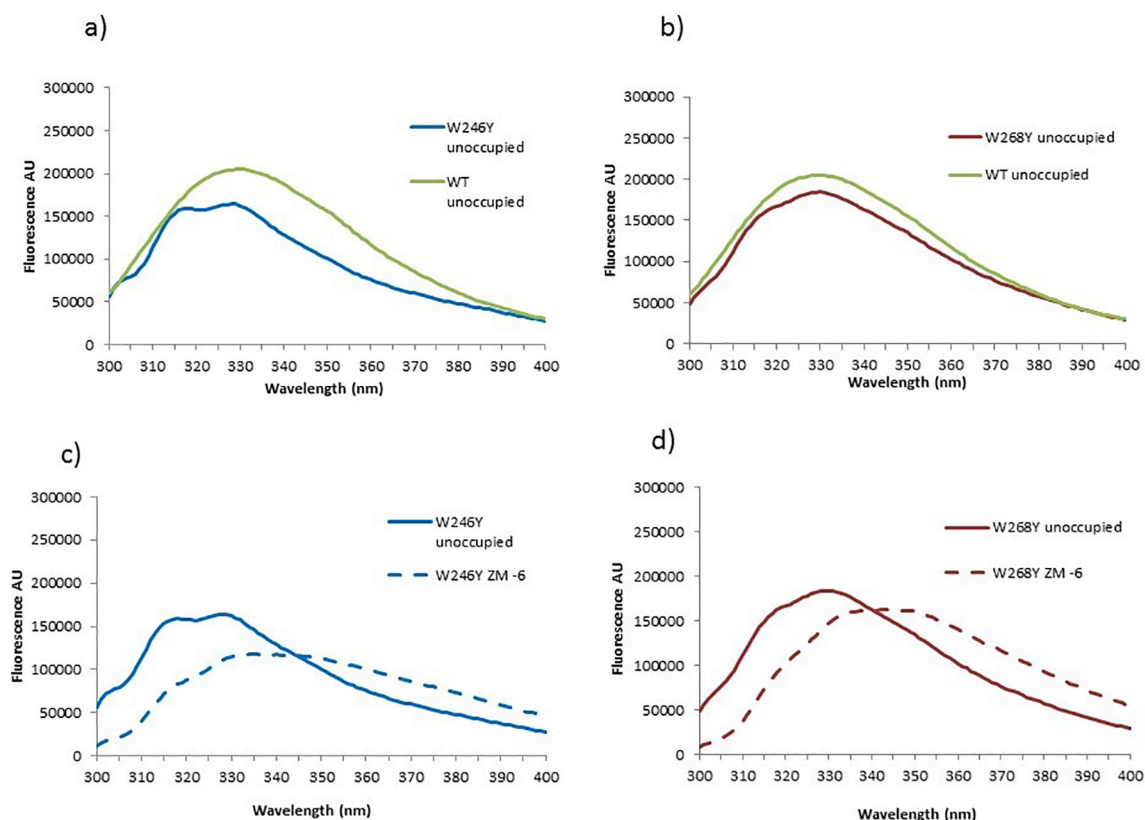 a)
300000
250000
200000
150000
100000
50000
0
Fluorescence AU
W246Y
unoccupied
WT
unoccupied
300 310 320 330 340 350 360 370 380 390 400
Wavelength (nm)
b)
300000
250000
200000
150000
100000
50000
0
Fluorescence AU
W268Y unoccupied
WT unoccupied
300 310 320 330 340 350 360 370 380 390 400
Wavelength (nm)
c)
300000
250000
200000
150000
100000
50000
0
Fluorescence AU
W246Y
unoccupied
W246Y ZM -6
300 310 320 330 340 350 360 370 380 390 400
Wavelength (nm)
d)
300000
250000
200000
150000
100000
50000
0
Fluorescence AU
W268Y unoccupied
W268Y ZM -6
300 310 320 330 340 350 360 370 380 390 400
Wavelength (nm)